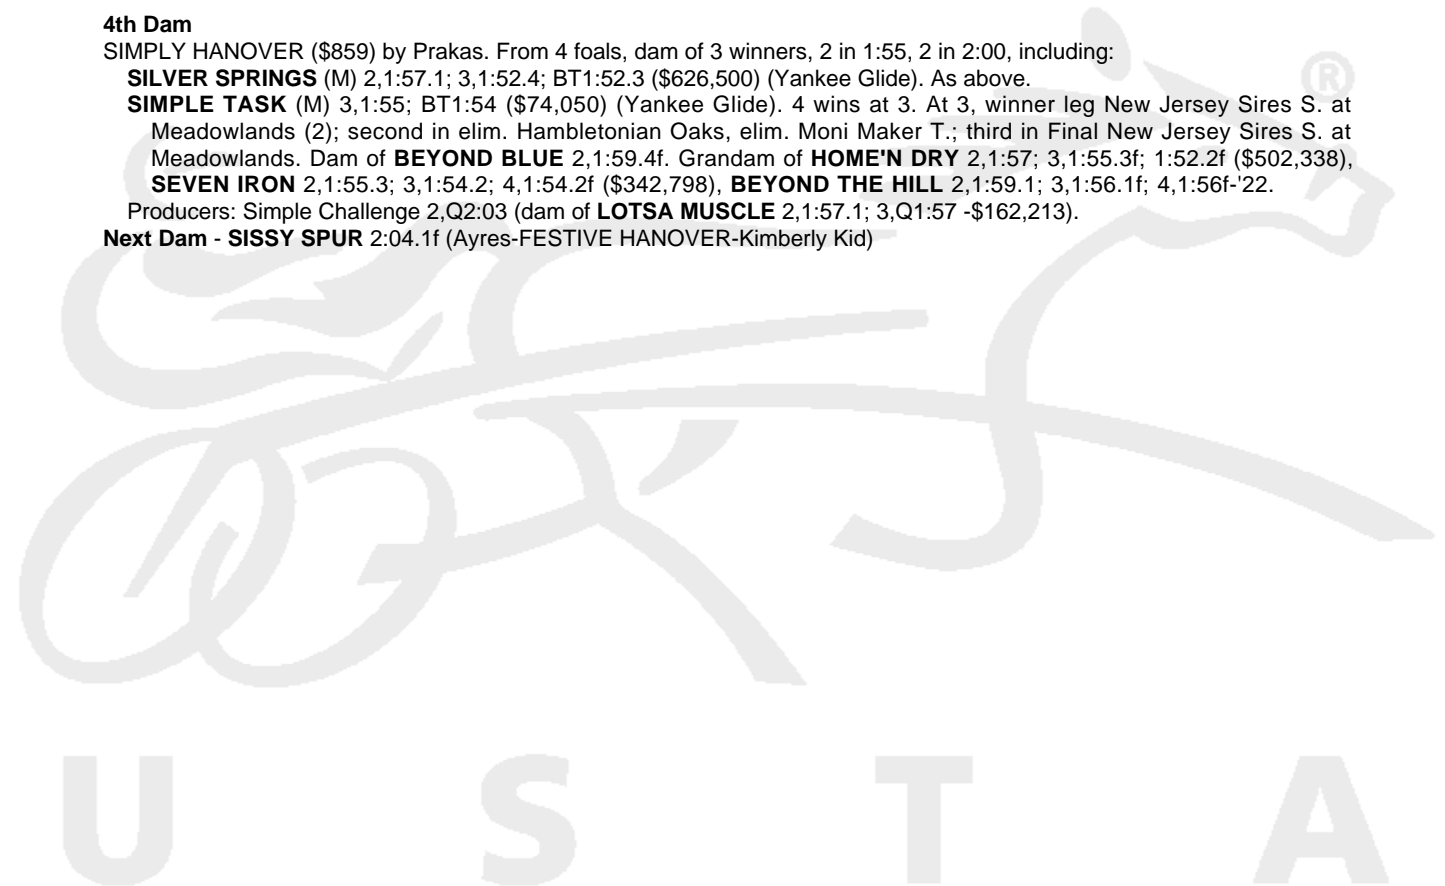 4th Dam
SIMPLY HANOVER ($859) by Prakas. From 4 foals, dam of 3 winners, 2 in 1:55, 2 in 2:00, including:
SILVER SPRINGS (M) 2,1:57.1; 3,1:52.4; BT1:52.3 ($626,500) (Yankee Glide). As above.
SIMPLE TASK (M) 3,1:55; BT1:54 ($74,050) (Yankee Glide). 4 wins at 3. At 3, winner leg New Jersey Sires S. at
Meadowlands (2); second in elim. Hambletonian Oaks, elim. Moni Maker T.; third in Final New Jersey Sires S. at
Meadowlands. Dam of BEYOND BLUE 2,1:59.4f. Grandam of HOME'N DRY 2,1:57; 3,1:55.3f; 1:52.2f ($502,338),
SEVEN IRON 2,1:55.3; 3,1:54.2; 4,1:54.2f ($342,798), BEYOND THE HILL 2,1:59.1; 3,1:56.1f; 4,1:56f-'22.
Producers: Simple Challenge 2,Q2:03 (dam of LOTSA MUSCLE 2,1:57.1; 3,Q1:57 -$162,213).
Next Dam - SISSY SPUR 2:04.1f (Ayres-FESTIVE HANOVER-Kimberly Kid)
®
U S T A